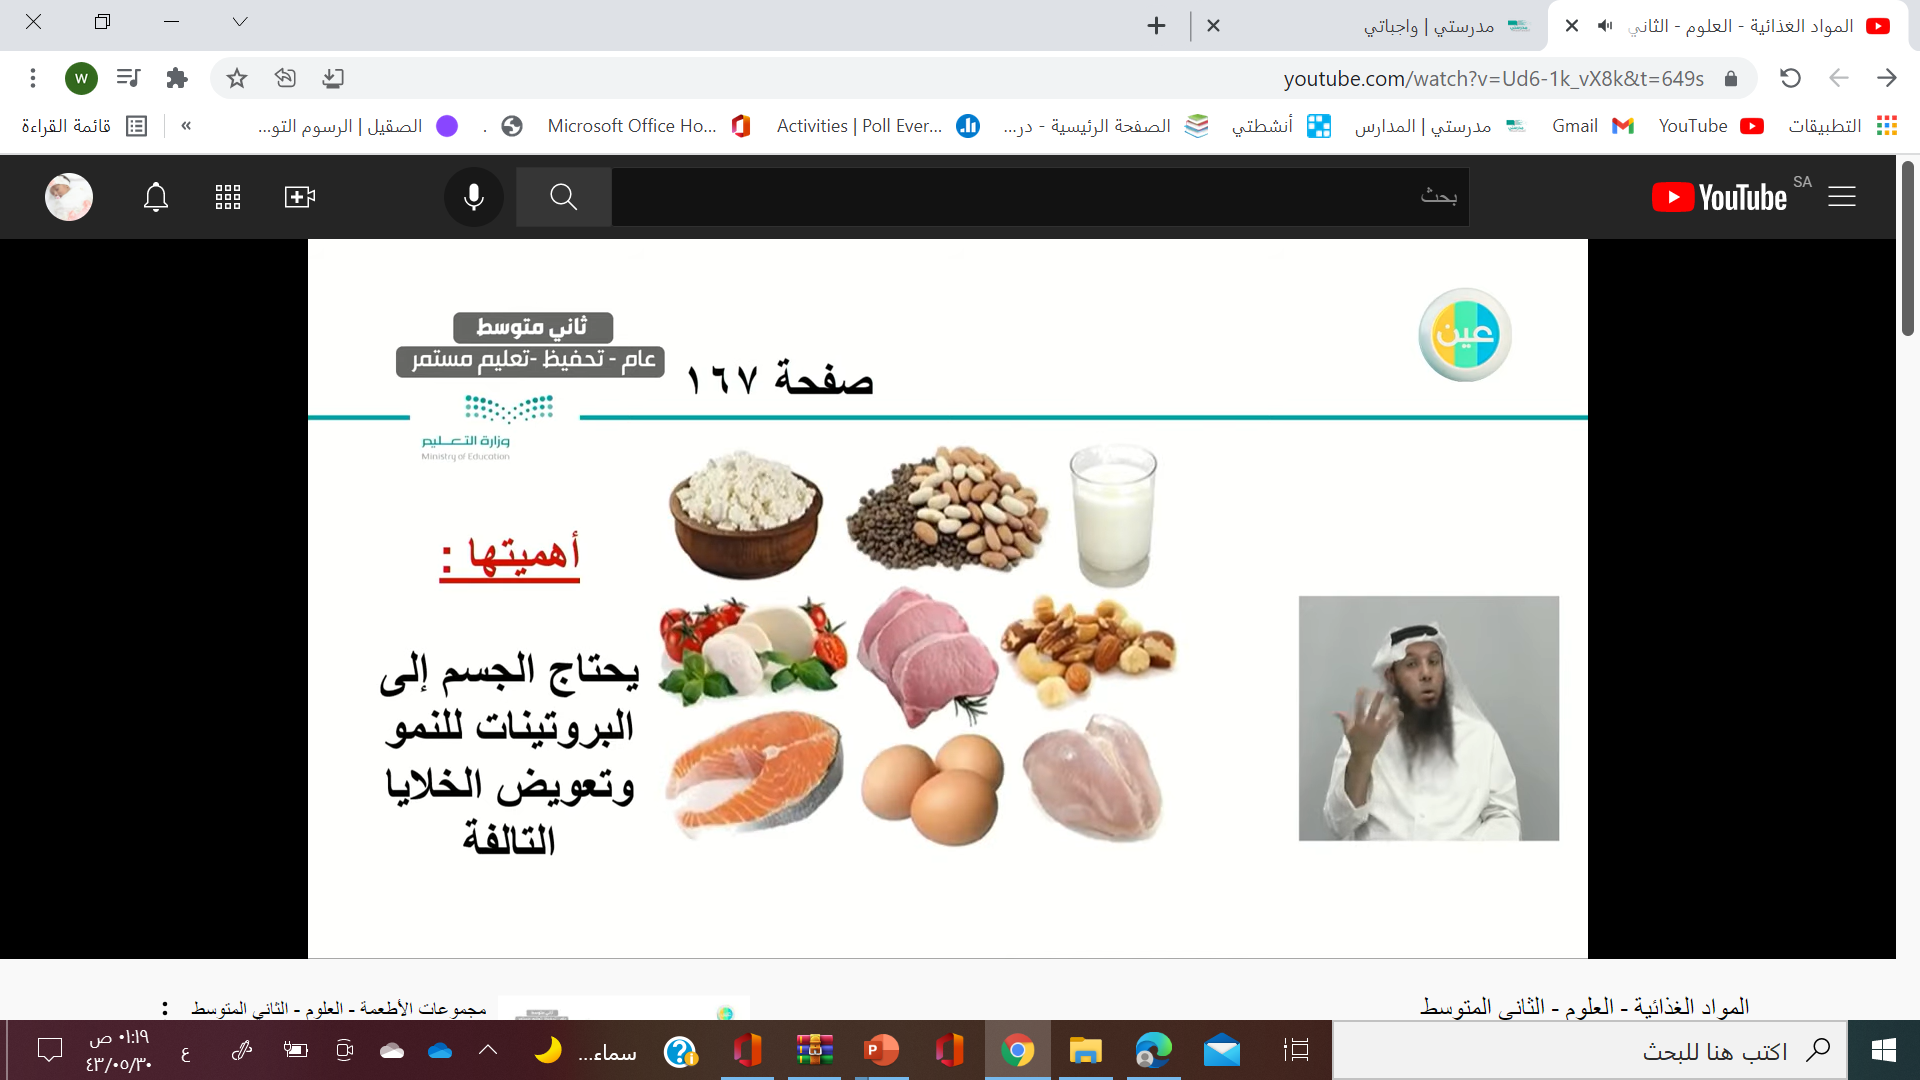 المواد الغذائية - العلوم - الثاني
مدرستي | واجباتي
youtube.com/watch?v=Ud6-1k_vX8k&t=649s
W
التطبيقات
YouTube
Gmail
مدرستي | المدارس
أنشطتي
الصفحة الرئيسية - در...
Activities | Poll Ever...
Microsoft Office Ho...
.
الصقيل | الرسوم التو...
»
قائمة القراءة
YouTube SA
بحث
عين
ثاني متوسط
عام - تحفيظ -تعليم مستمر
صفحة ١٦٧
وزارة التعـــليم
Ministry of Education
أهميتها :
يحتاج الجسم إلى
البروتينات للنمو
وتعويض الخلايا
التالفة
المواد الغذائية - العلوم - الثاني المتوسط
مجموعات الأطعمة - العلوم - الثاني المتوسط
اكتب هنا للبحث
سماء...
ع
٠١:١٩ ص
٤٣/٠٥/٣٠